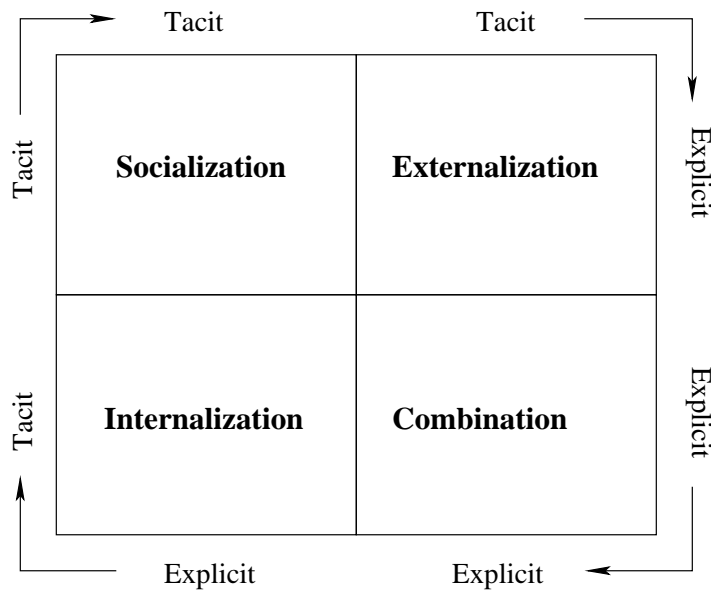 Tacit Tacit
Tacit
Socialization Externalization
Explicit
Tacit
Internalization Combination
Explicit
Explicit Explicit